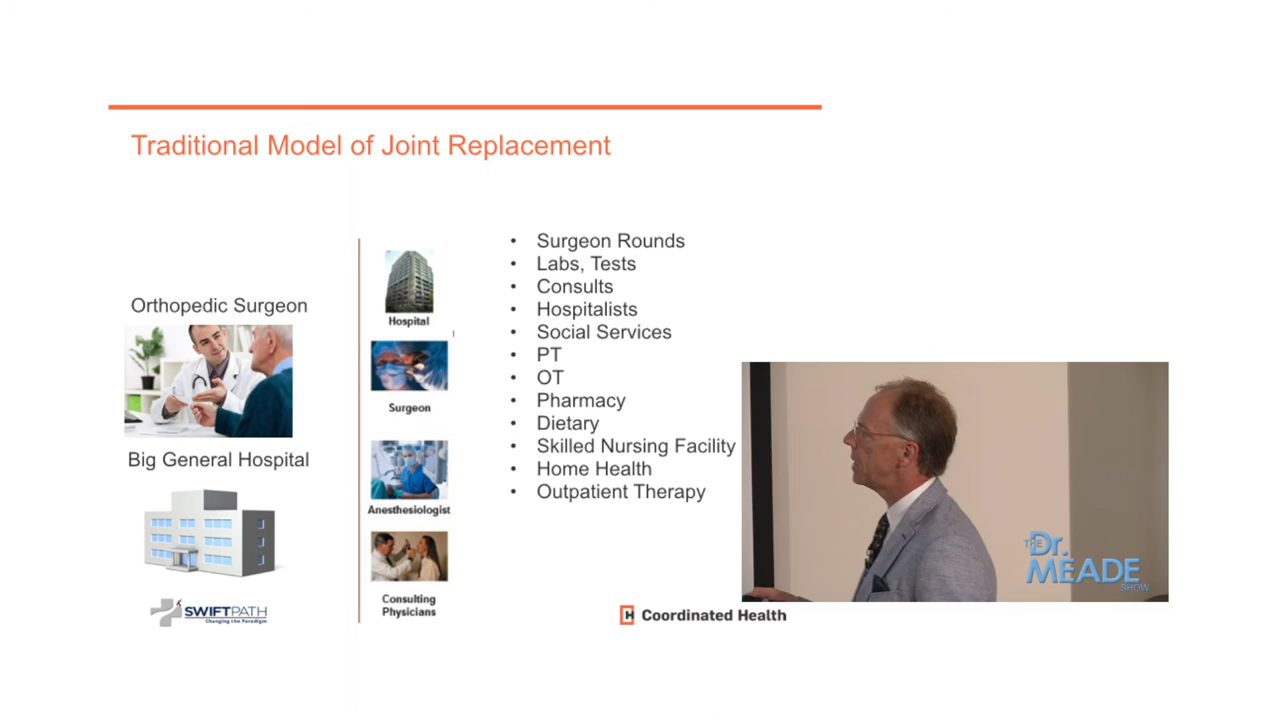 Traditional Model of Joint Replacement
Orthopedic Surgeon
Big General Hospital
SWIFTPATH
Changing the Paradigm
Hospital
Surgeon
Anesthesiologist
Consulting
Physicians
• Surgeon Rounds
• Labs, Tests
• Consults
• Hospitalists
• Social Services
• PT
• OT
• Pharmacy
• Dietary
• Skilled Nursing Facility
• Home Health
• Outpatient Therapy
H Coordinated Health
THE Dr.
MEADE
SHOW